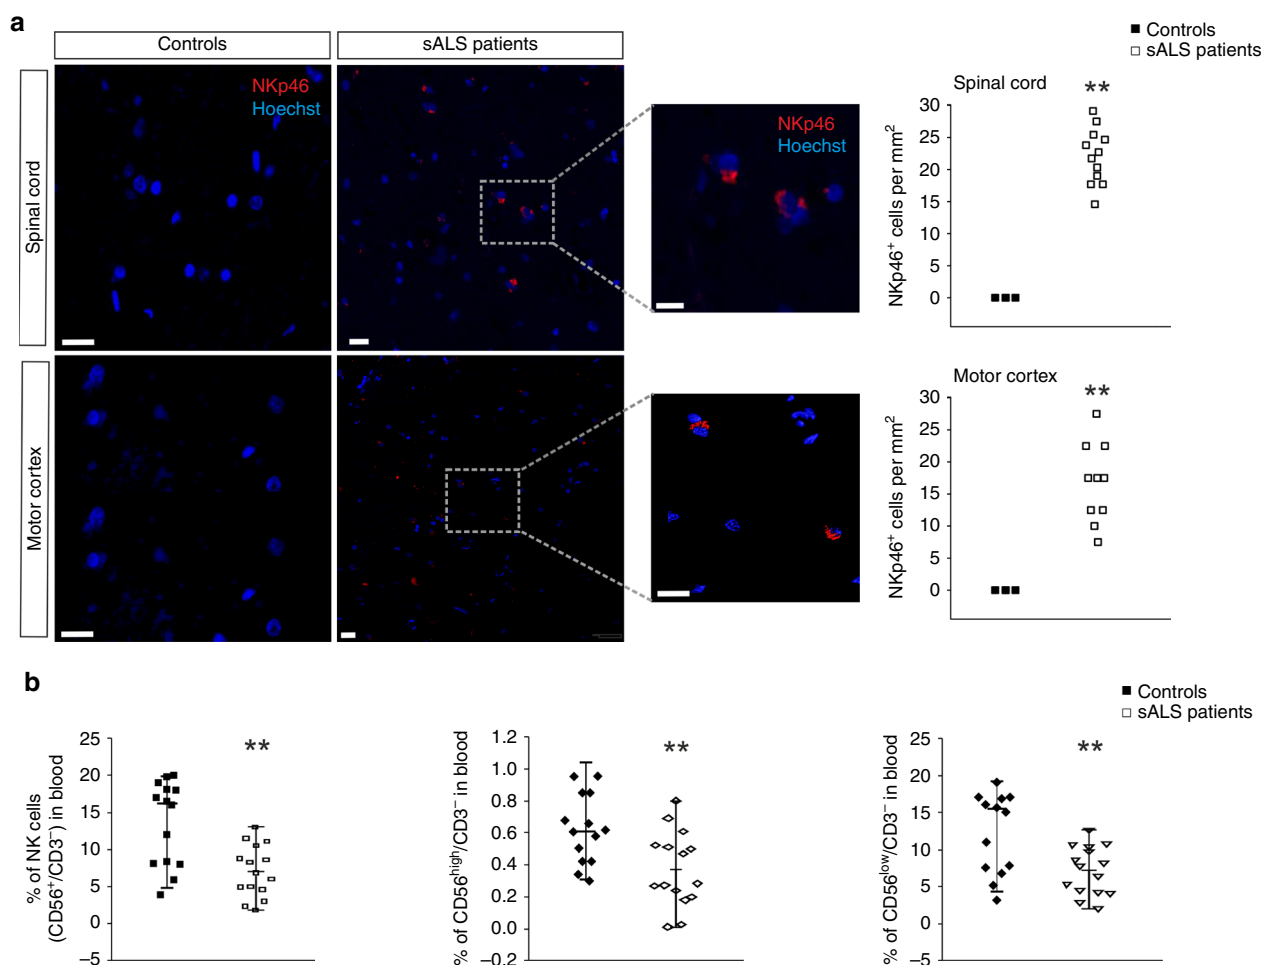 a
Controls
sALS patients
Controls
sALS patients
Spinal cord
NKp46
Hoechst
NKp46
Hoechst
Spinal cord
**
NKp46⁺ cells per mm²
30
25
20
15
10
5
0
Motor cortex
Motor cortex
**
NKp46⁺ cells per mm²
30
25
20
15
10
5
0
b
Controls
sALS patients
% of NK cells
(CD56⁺/CD3⁻) in blood
25
20
15
10
5
0
–5
**
% of CD56ʰⁱᵍʰ/CD3⁻ in blood
1.2
1.0
0.8
0.6
0.4
0.2
0.0
–0.2
**
% of CD56ˡᵒʷ/CD3⁻ in blood
25
20
15
10
5
0
–5
**